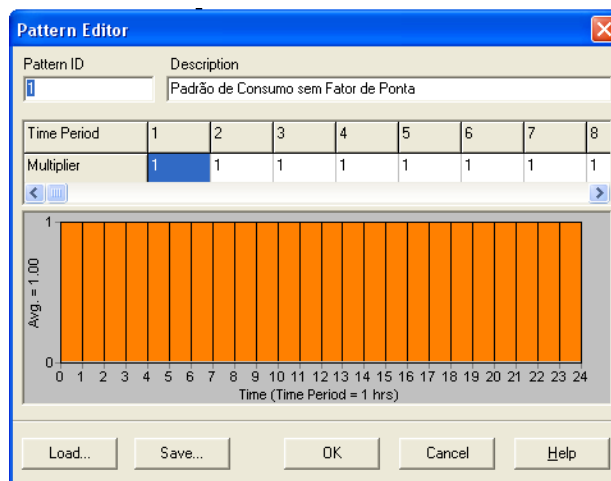 Pattern Editor
Pattern ID Description
1 Padrão de Consumo sem Fator de Ponta
Time Period 1 2 3 4 5 6 7 8
Multiplier 1 1 1 1 1 1 1 1
1
Avg. = 1.00
0
0 1 2 3 4 5 6 7 8 9 10 11 12 13 14 15 16 17 18 19 20 21 22 23 24
Time (Time Period = 1 hrs)
Load... Save... OK Cancel Help